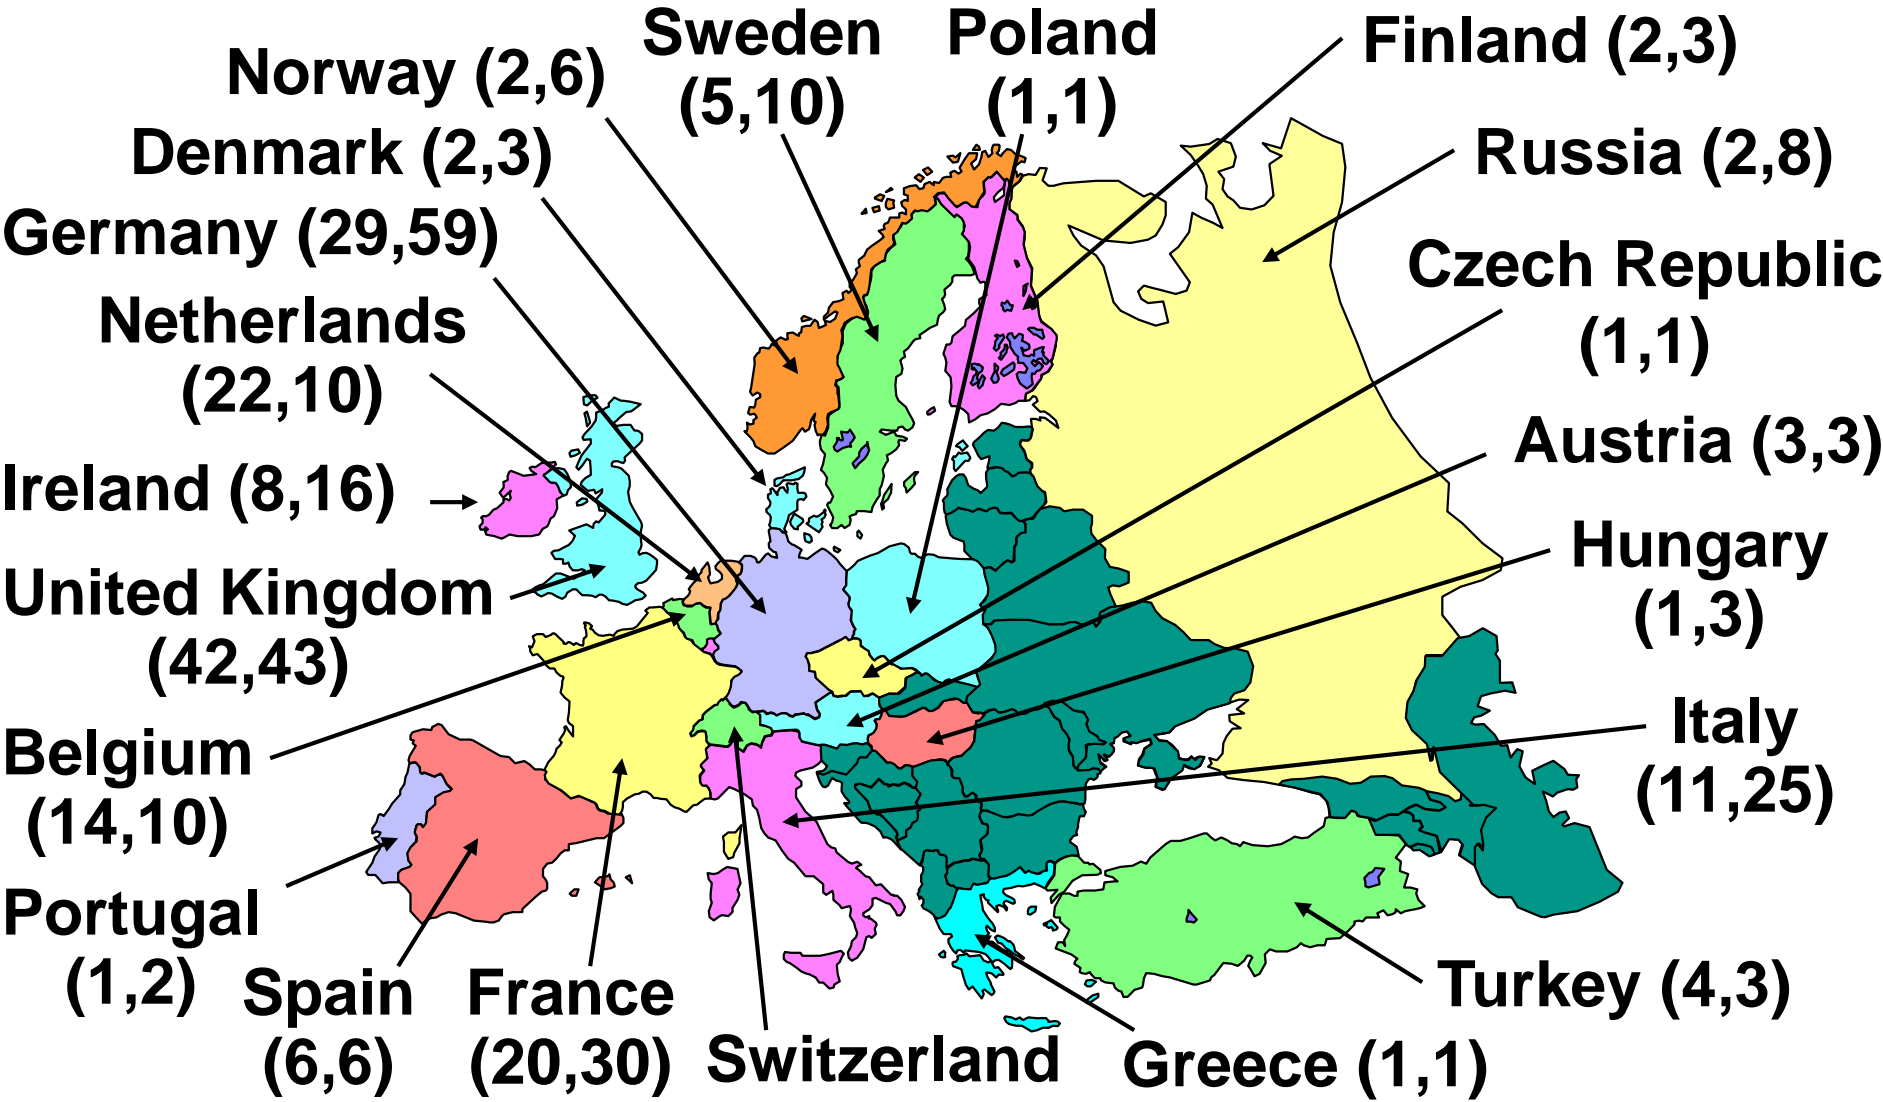 Sweden
(5,10)
Poland
(1,1)
Finland (2,3)
Norway (2,6)
Denmark (2,3)
Russia (2,8)
Germany (29,59)
Czech Republic
(1,1)
Netherlands
(22,10)
Austria (3,3)
Ireland (8,16)
Hungary
(1,3)
United Kingdom
(42,43)
Italy
(11,25)
Belgium
(14,10)
Portugal
(1,2)
Spain
(6,6)
France
(20,30)
Switzerland
Turkey (4,3)
Greece (1,1)